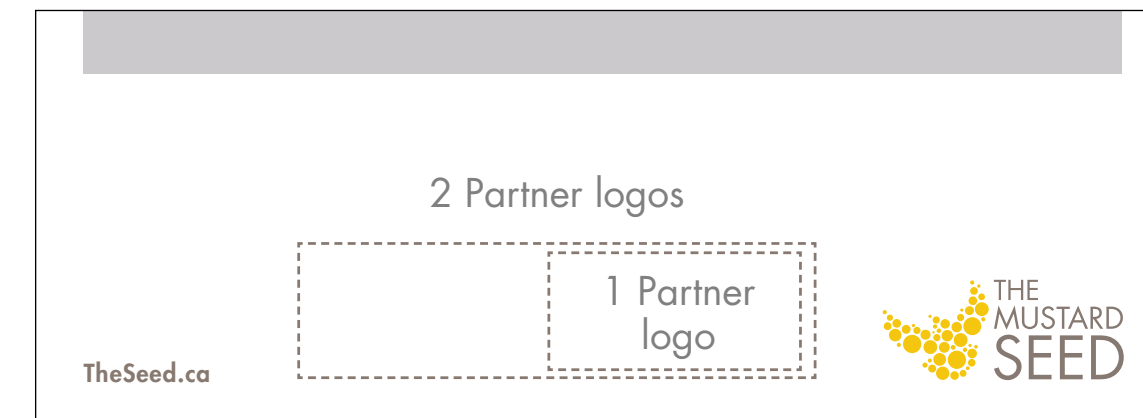 2 Partner logos
1 Partner
logo
TheSeed.ca
THE
MUSTARD
SEED